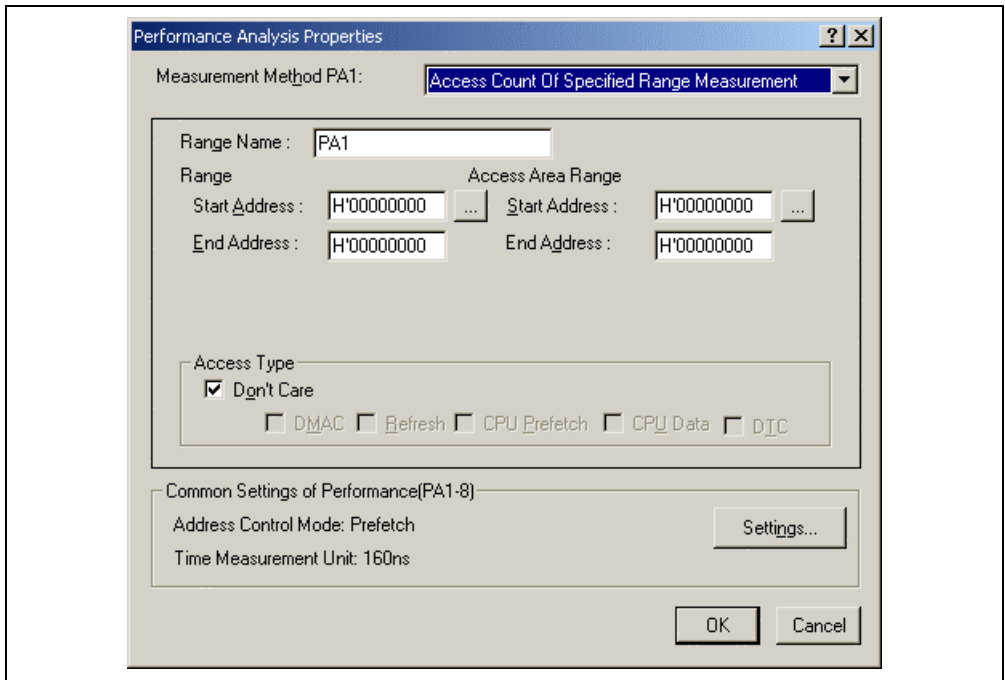 Performance Analysis Properties
Measurement Method PA1: Access Count Of Specified Range Measurement
Range Name : PA1
Range Access Area Range
Start Address : H'00000000 ... Start Address : H'00000000 ...
End Address : H'00000000 End Address : H'00000000
Access Type
Don't Care
DMAC Refresh CPU Prefetch CPU Data DTC
Common Settings of Performance(PA1-8)
Address Control Mode: Prefetch
Settings...
Time Measurement Unit: 160ns
OK Cancel